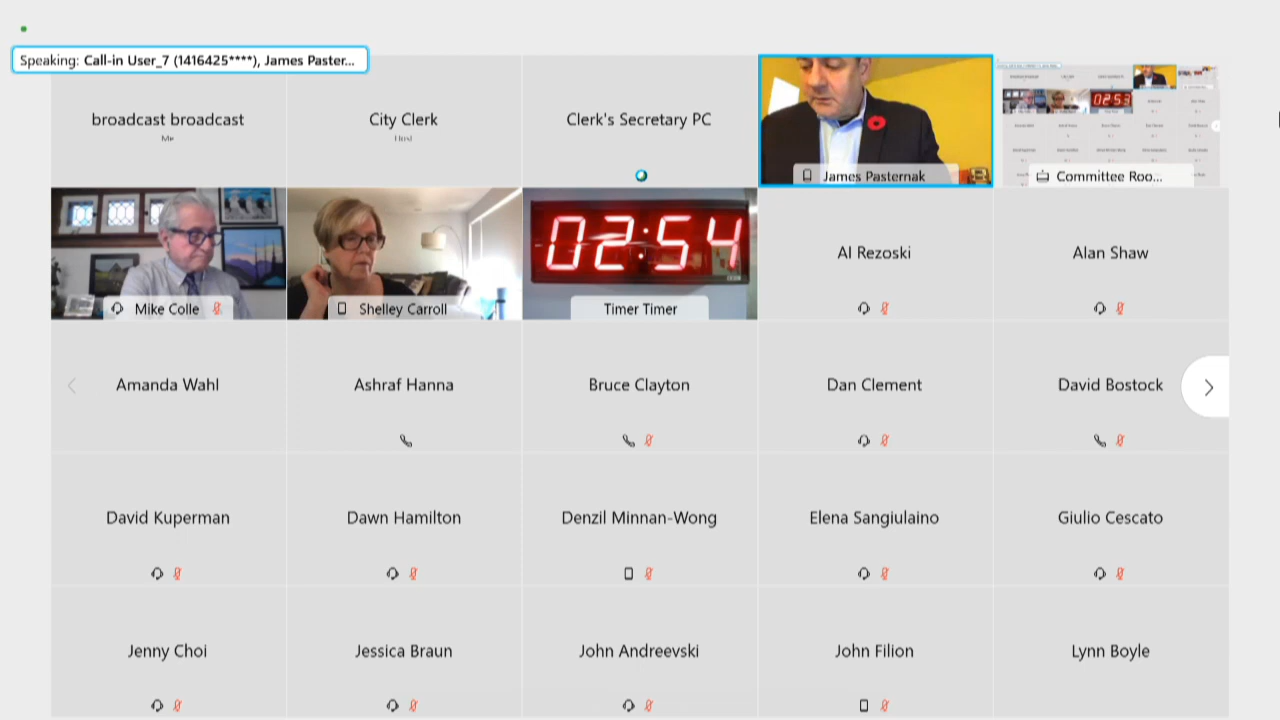 Speaking: Call-in User_7 (1416425****), James Paster...
broadcast broadcast
Me
City Clerk
Host
Clerk's Secretary PC
James Pasternak
Committee Roo...
Mike Colle
Shelley Carroll
02:54
Timer Timer
Al Rezoski
Alan Shaw
Amanda Wahl
Ashraf Hanna
Bruce Clayton
Dan Clement
David Bostock
David Kuperman
Dawn Hamilton
Denzil Minnan-Wong
Elena Sangiulaino
Giulio Cescato
Jenny Choi
Jessica Braun
John Andreevski
John Filion
Lynn Boyle